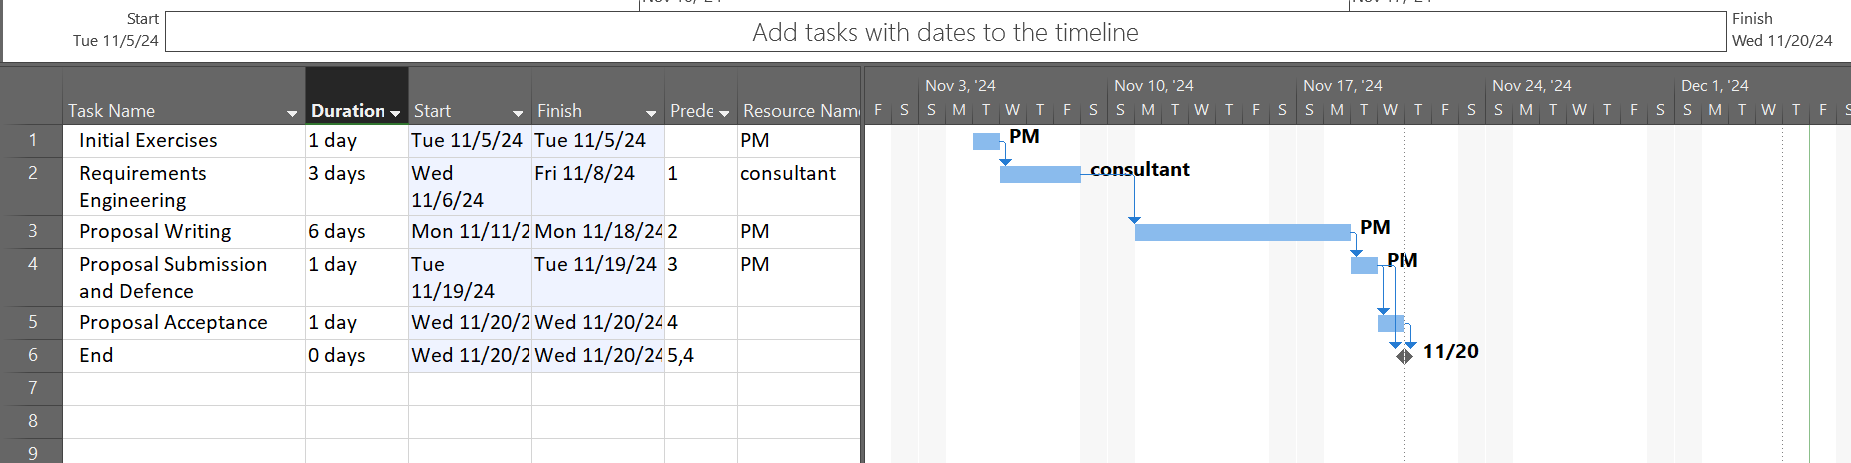 Start
Tue 11/5/24
Add tasks with dates to the timeline
Finish
Wed 11/20/24
Task Name Duration Start Finish Prede Resource Nam
Nov 3, '24 Nov 10, '24 Nov 17, '24 Nov 24, '24 Dec 1, '24
F S S M T W T F S S M T W T F S S M T W T F S S M T W T F S S M T W T F S
1 Initial Exercises 1 day Tue 11/5/24 Tue 11/5/24 PM
PM
2 Requirements 3 days Wed Fri 11/8/24 1 consultant
Engineering 11/6/24
consultant
3 Proposal Writing 6 days Mon 11/11/2 Mon 11/18/24 2 PM
PM
4 Proposal Submission 1 day Tue Tue 11/19/24 3 PM
and Defence 11/19/24
PM
5 Proposal Acceptance 1 day Wed 11/20/2 Wed 11/20/24 4
6 End 0 days Wed 11/20/2 Wed 11/20/24 5,4
11/20
7
8
9